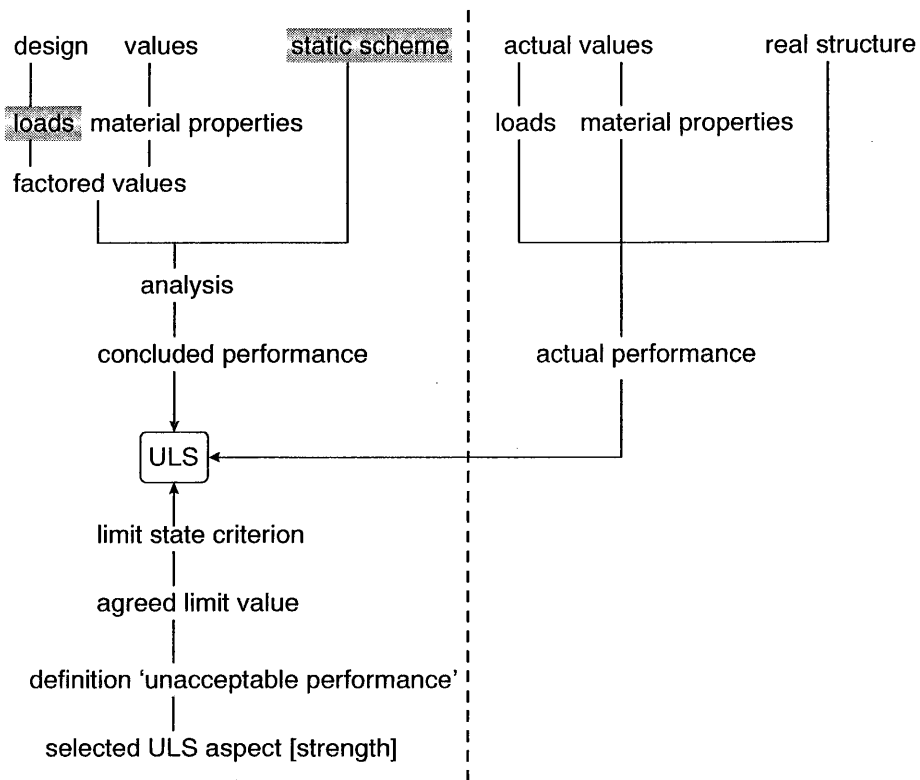 design values static scheme actual values real structure
loads material properties loads material properties
factored values
analysis
concluded performance actual performance
ULS
limit state criterion
agreed limit value
definition ‘unacceptable performance’
selected ULS aspect [strength]